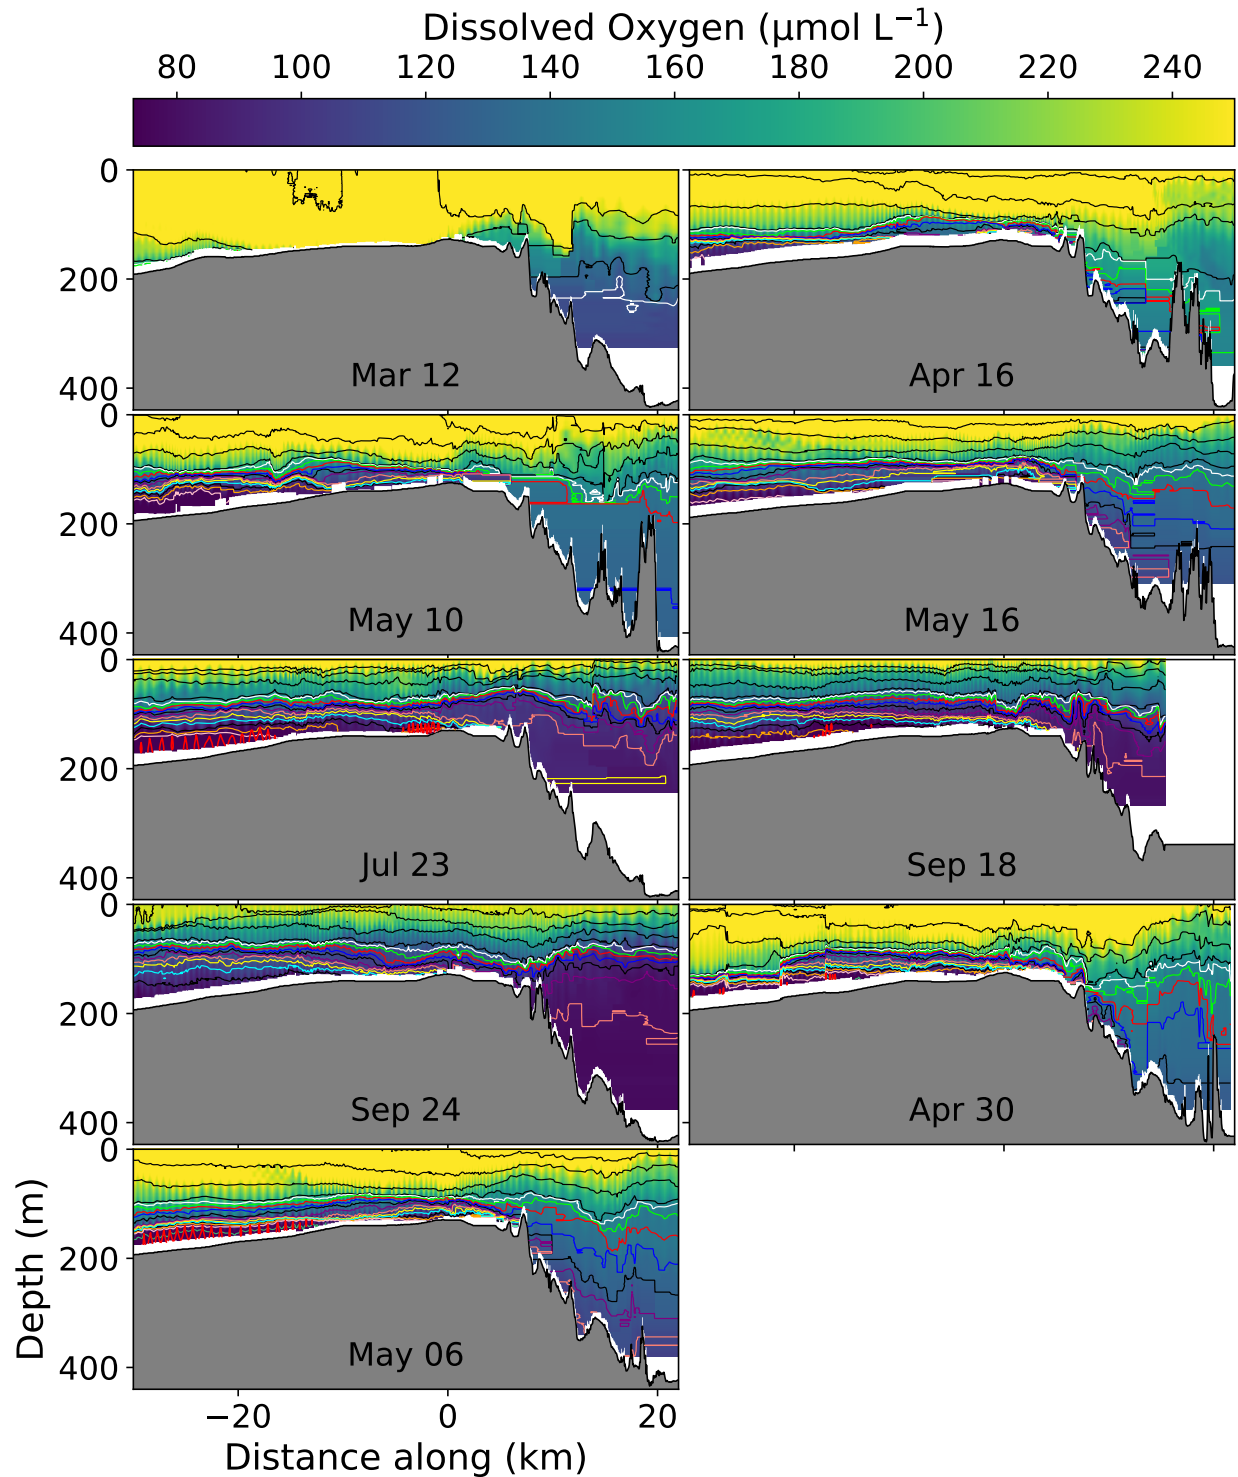 Dissolved Oxygen (μmol L⁻¹)
80 100 120 140 160 180 200 220 240
0
200
400
Mar 12
Apr 16
0
200
400
May 10
May 16
0
200
400
Jul 23
Sep 18
0
200
400
Sep 24
Apr 30
0
200
400
May 06
Depth (m)
−20 0 20
Distance along (km)